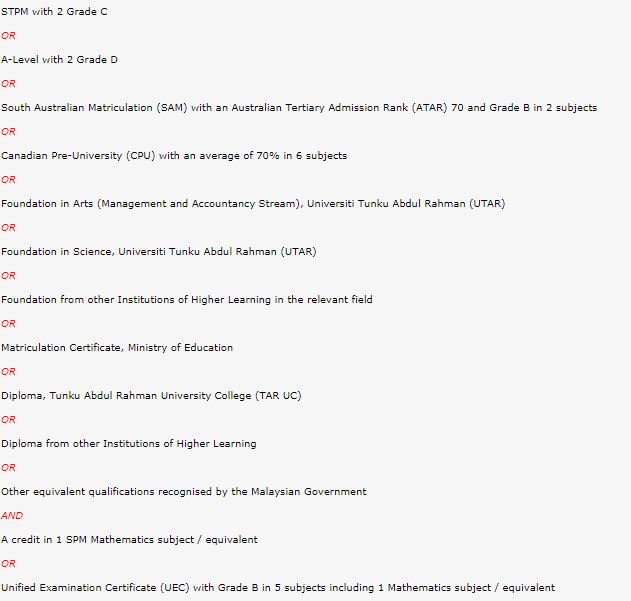 STPM with 2 Grade C
OR
A-Level with 2 Grade D
OR
South Australian Matriculation (SAM) with an Australian Tertiary Admission Rank (ATAR) 70 and Grade B in 2 subjects
OR
Canadian Pre-University (CPU) with an average of 70% in 6 subjects
OR
Foundation in Arts (Management and Accountancy Stream), Universiti Tunku Abdul Rahman (UTAR)
OR
Foundation in Science, Universiti Tunku Abdul Rahman (UTAR)
OR
Foundation from other Institutions of Higher Learning in the relevant field
OR
Matriculation Certificate, Ministry of Education
OR
Diploma, Tunku Abdul Rahman University College (TAR UC)
OR
Diploma from other Institutions of Higher Learning
OR
Other equivalent qualifications recognised by the Malaysian Government
AND
A credit in 1 SPM Mathematics subject / equivalent
OR
Unified Examination Certificate (UEC) with Grade B in 5 subjects including 1 Mathematics subject / equivalent